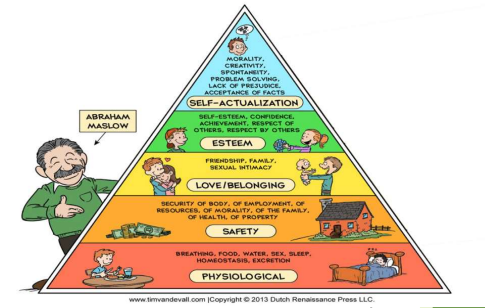 MORALITY,
CREATIVITY,
SPONTANEITY,
PROBLEM SOLVING,
LACK OF PREJUDICE,
ACCEPTANCE OF FACTS
SELF-ACTUALIZATION
ABRAHAM
MASLOW
SELF-ESTEEM, CONFIDENCE,
ACHIEVEMENT, RESPECT OF
OTHERS, RESPECT BY OTHERS
ESTEEM
FRIENDSHIP, FAMILY,
SEXUAL INTIMACY
LOVE/BELONGING
SECURITY OF BODY, OF EMPLOYMENT, OF
RESOURCES, OF MORALITY, OF THE FAMILY,
OF HEALTH, OF PROPERTY
SAFETY
BREATHING, FOOD, WATER, SEX, SLEEP,
HOMEOSTASIS, EXCRETION
PHYSIOLOGICAL
www.timvandevall.com |Copyright © 2013 Dutch Renaissance Press LLC.